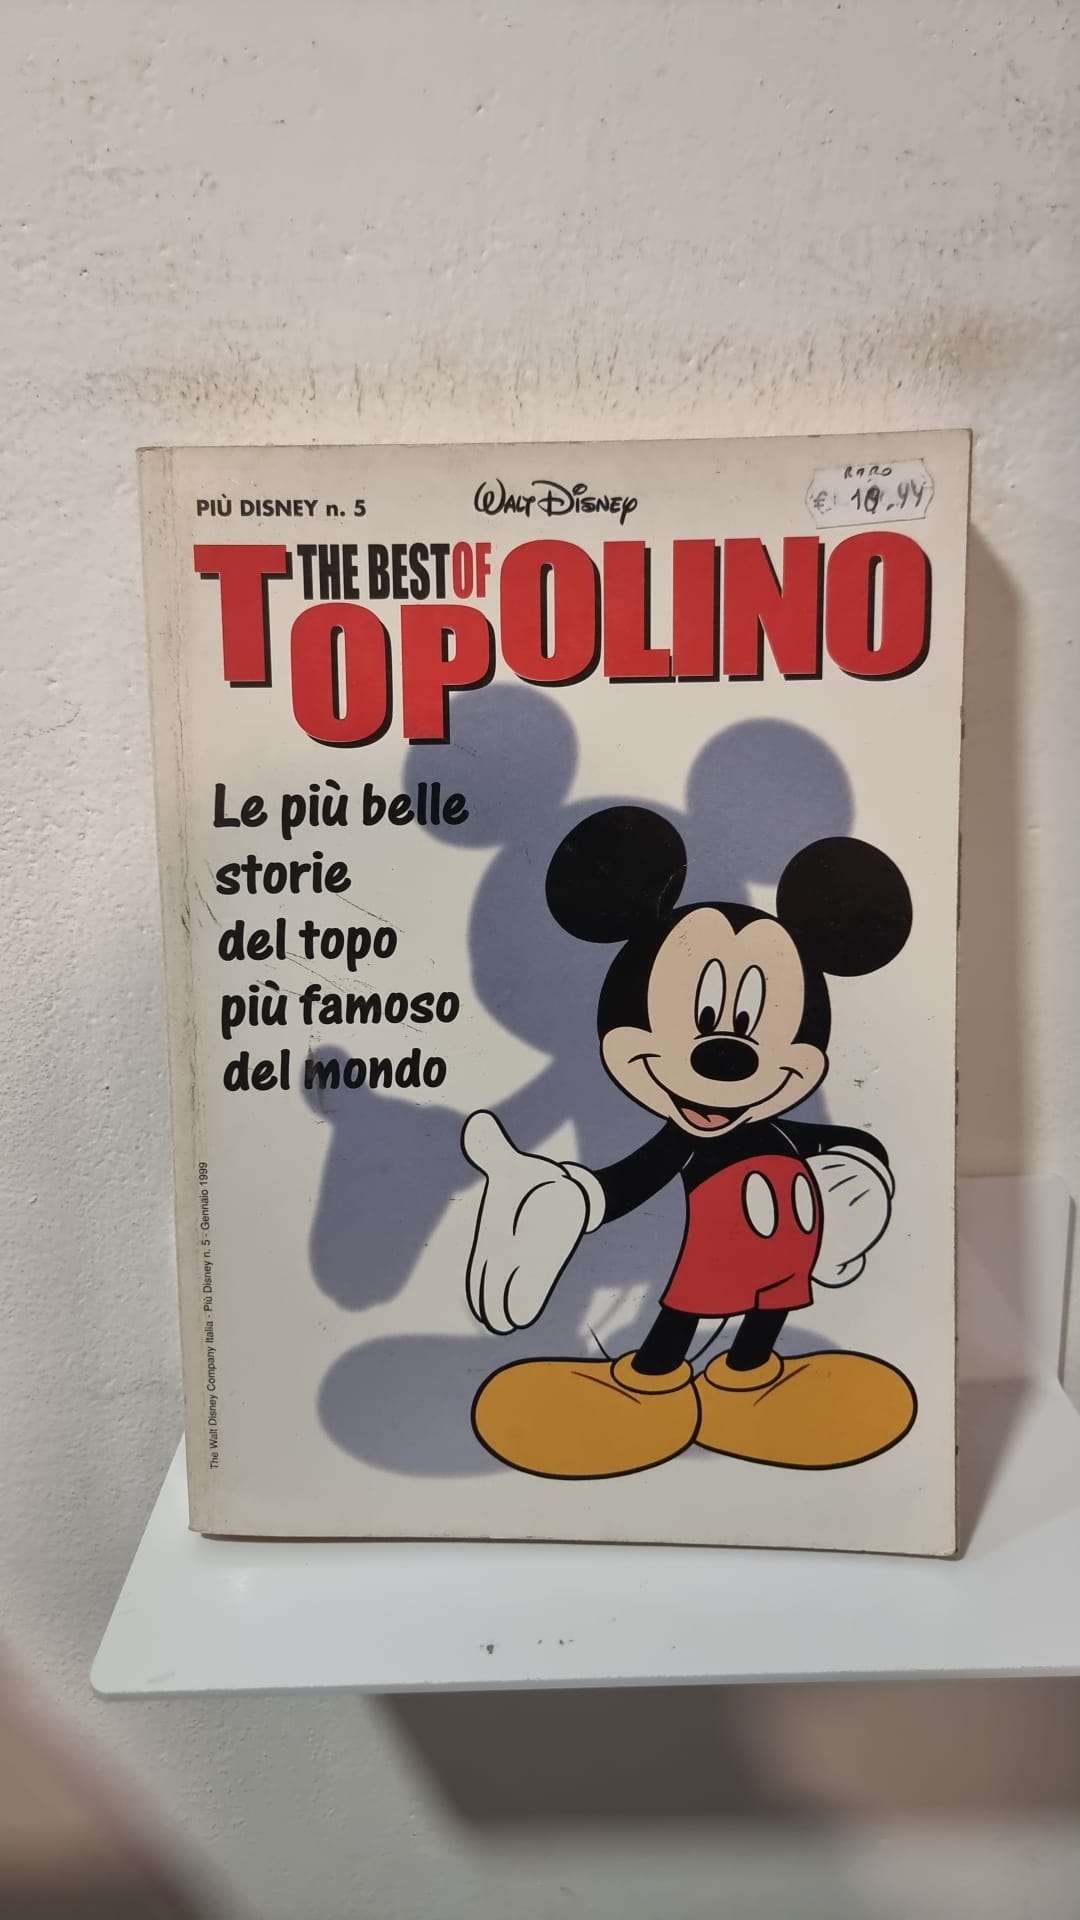 PIÙ DISNEY n. 5
WALT DISNEY
RARO
€ 19.44
THE BEST OF
TOPOLINO
Le più belle
storie
del topo
più famoso
del mondo
The Walt Disney Company Italia - Più Disney n. 5 - Gennaio 1999